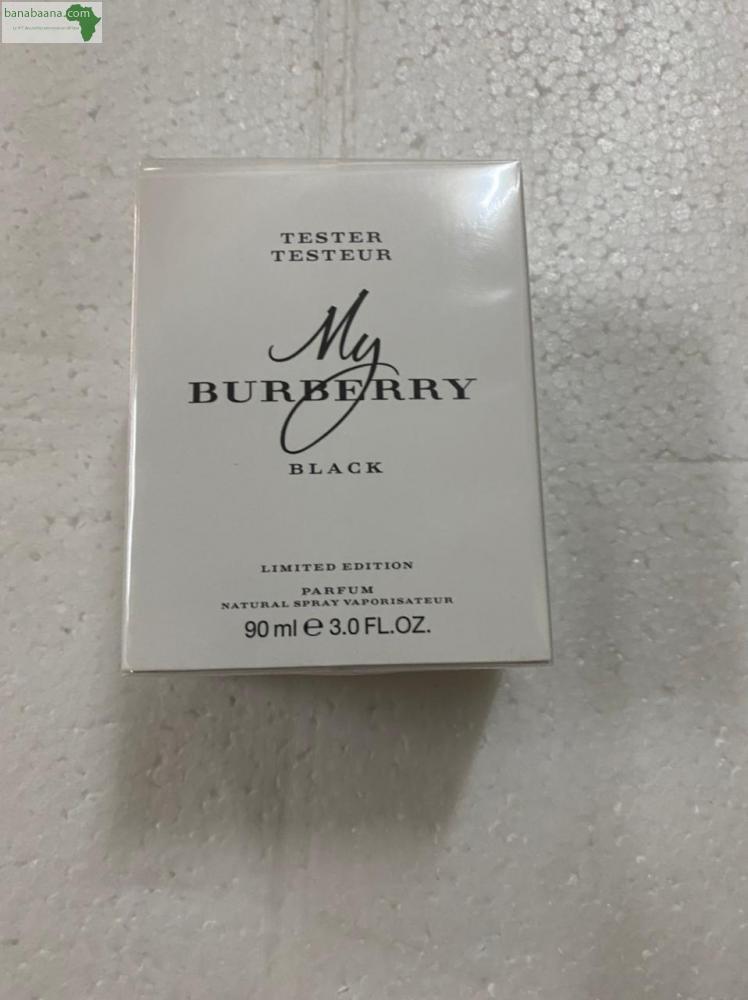 banabaana.com
TESTER
TESTEUR
My
BURBERRY
BLACK
LIMITED EDITION
PARFUM
NATURAL SPRAY VAPORISATEUR
90 ml ℮ 3.0 FL.OZ.